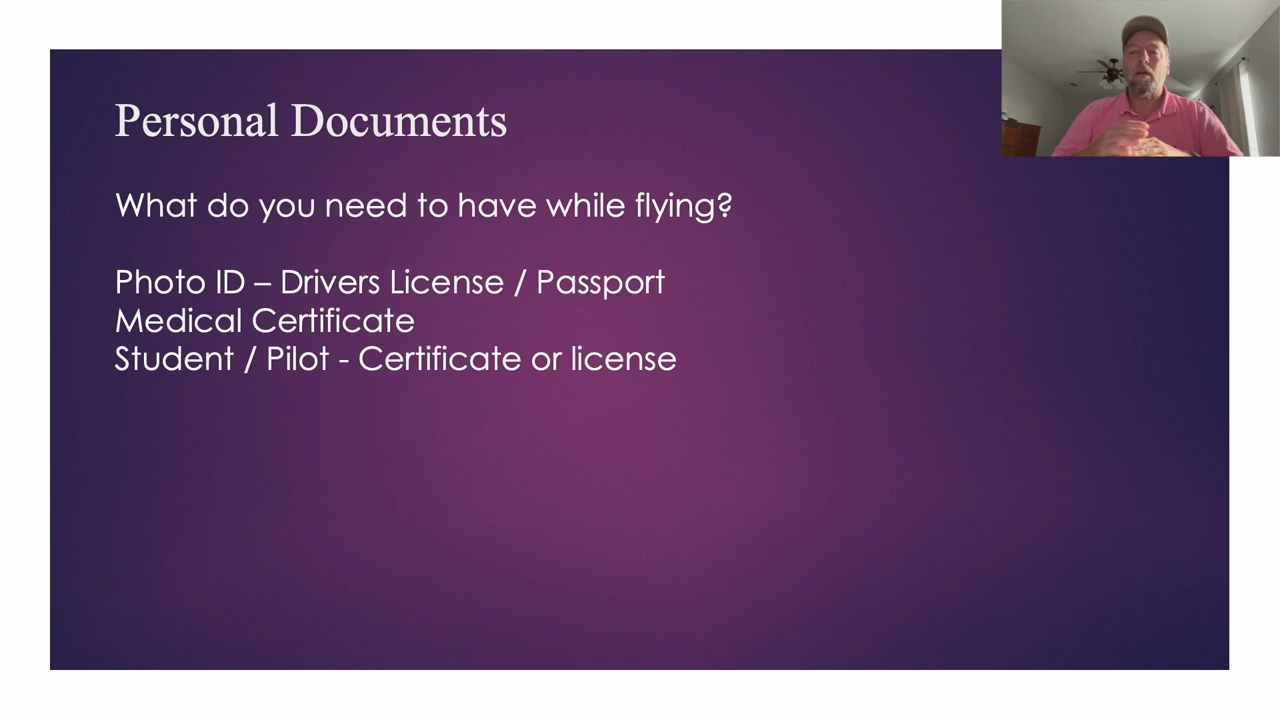 Personal Documents
What do you need to have while flying?
Photo ID – Drivers License / Passport
Medical Certificate
Student / Pilot - Certificate or license